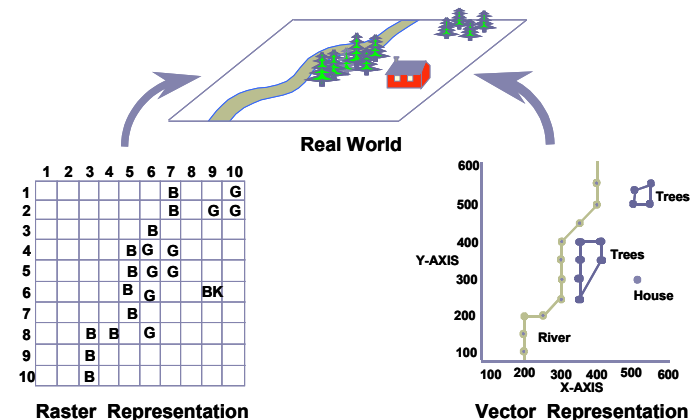 Real World
1 2 3 4 5 6 7 8 9 10
1 B G
2 B G G
3 B
4 B G G
5 B G G
6 B G BK
7 B
8 B B G
9 B
10 B
Raster Representation
600
500 Trees
400
Y-AXIS Trees
300
House
200
River
100
100 200 300 400 500 600
X-AXIS
Vector Representation